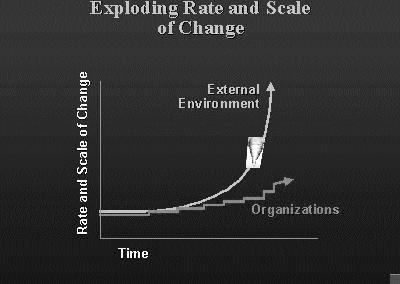 Exploding Rate and Scale
of Change
External
Environment
Rate and Scale of Change
Organizations
Time